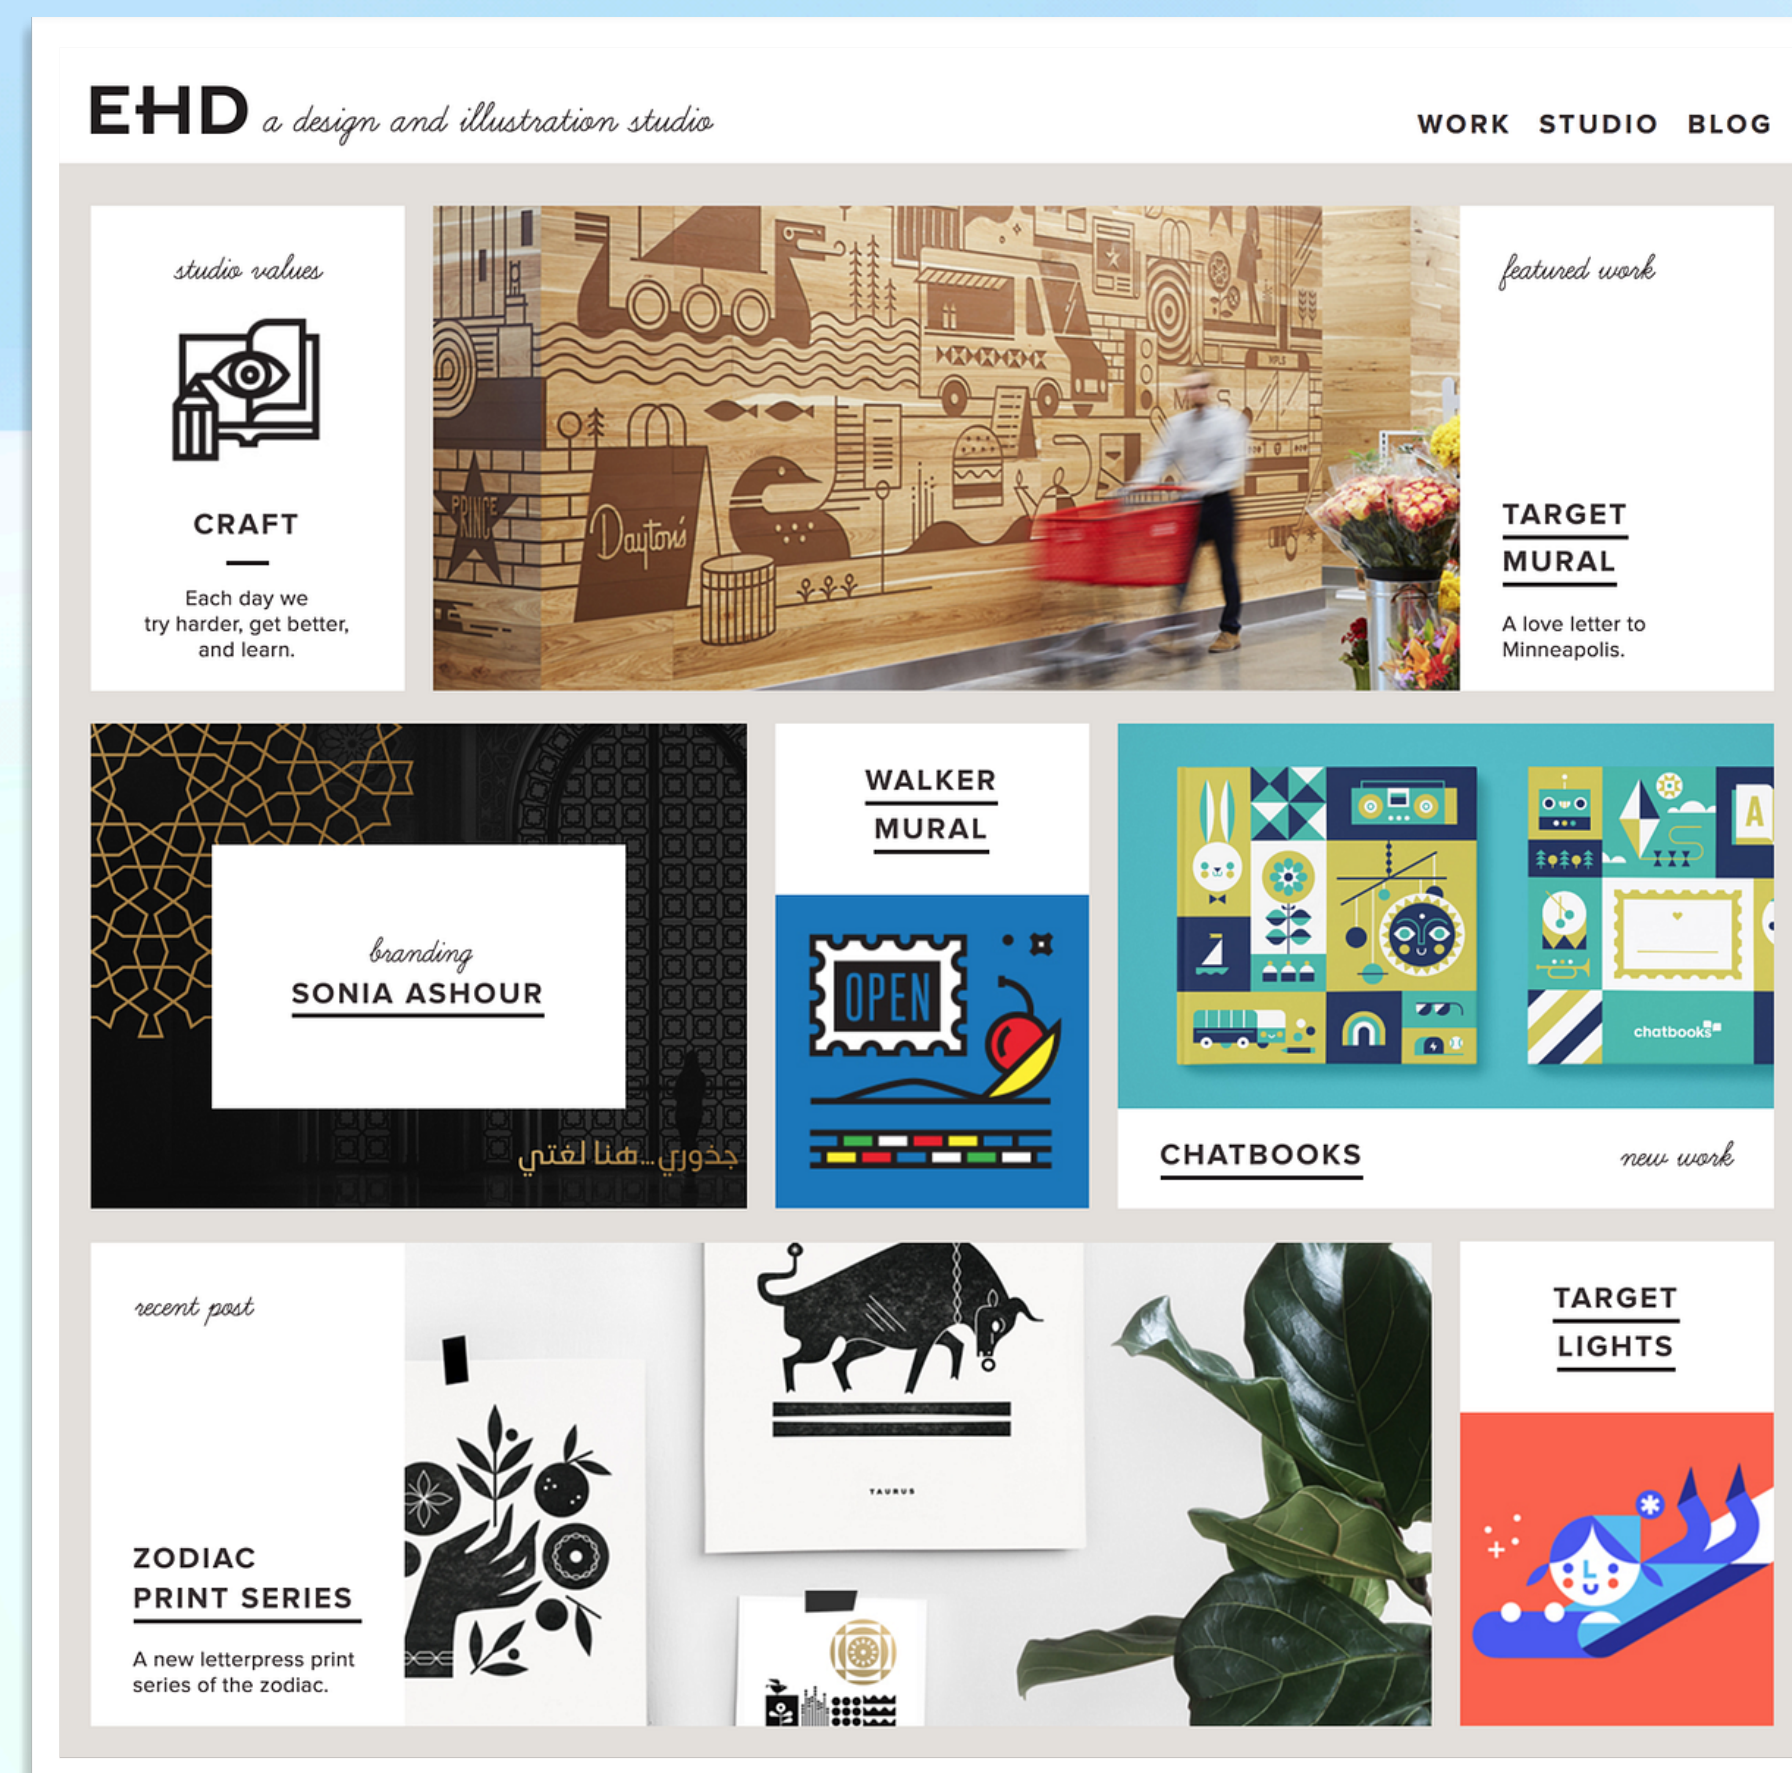 EHD a design and illustration studio
WORK STUDIO BLOG
studio values
CRAFT
Each day we
try harder, get better,
and learn.
PRINCE
Dayton's
MPLS
featured work
TARGET
MURAL
A love letter to
Minneapolis.
branding
SONIA ASHOUR
جذوري...هنا لغتي
WALKER
MURAL
OPEN
A
chatbooks
CHATBOOKS
new work
recent post
ZODIAC
PRINT SERIES
A new letterpress print
series of the zodiac.
TAURUS
TARGET
LIGHTS